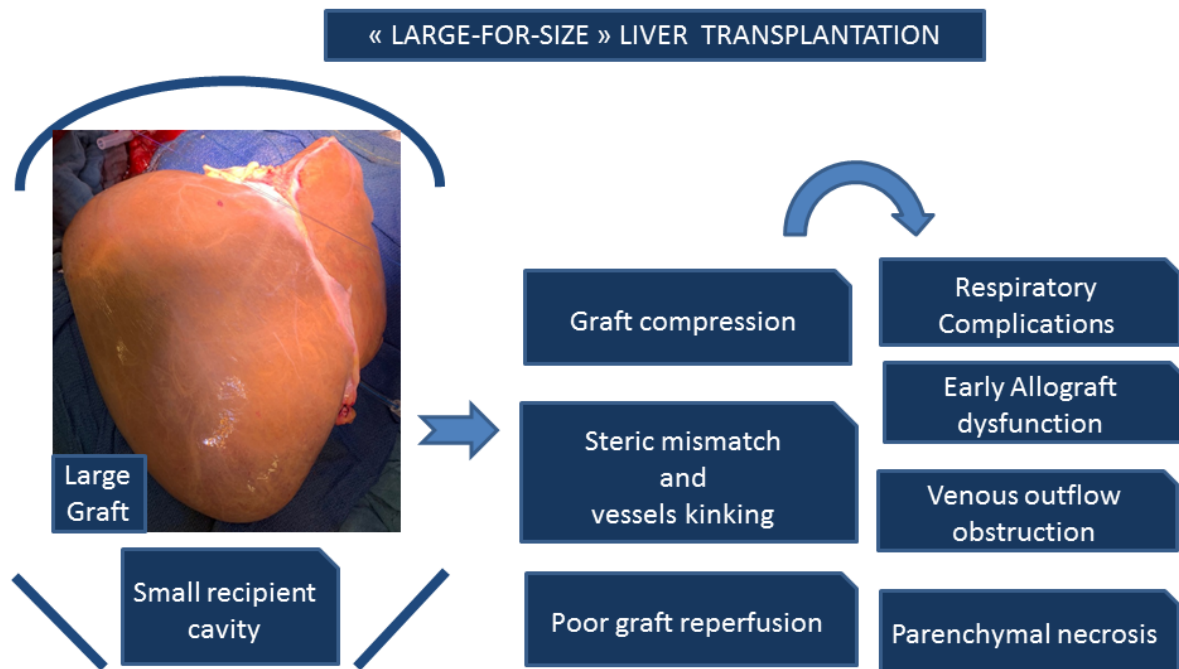 « LARGE-FOR-SIZE » LIVER TRANSPLANTATION
Large
Graft
Small recipient
cavity
Graft compression
Steric mismatch
and
vessels kinking
Poor graft reperfusion
Respiratory
Complications
Early Allograft
dysfunction
Venous outflow
obstruction
Parenchymal necrosis